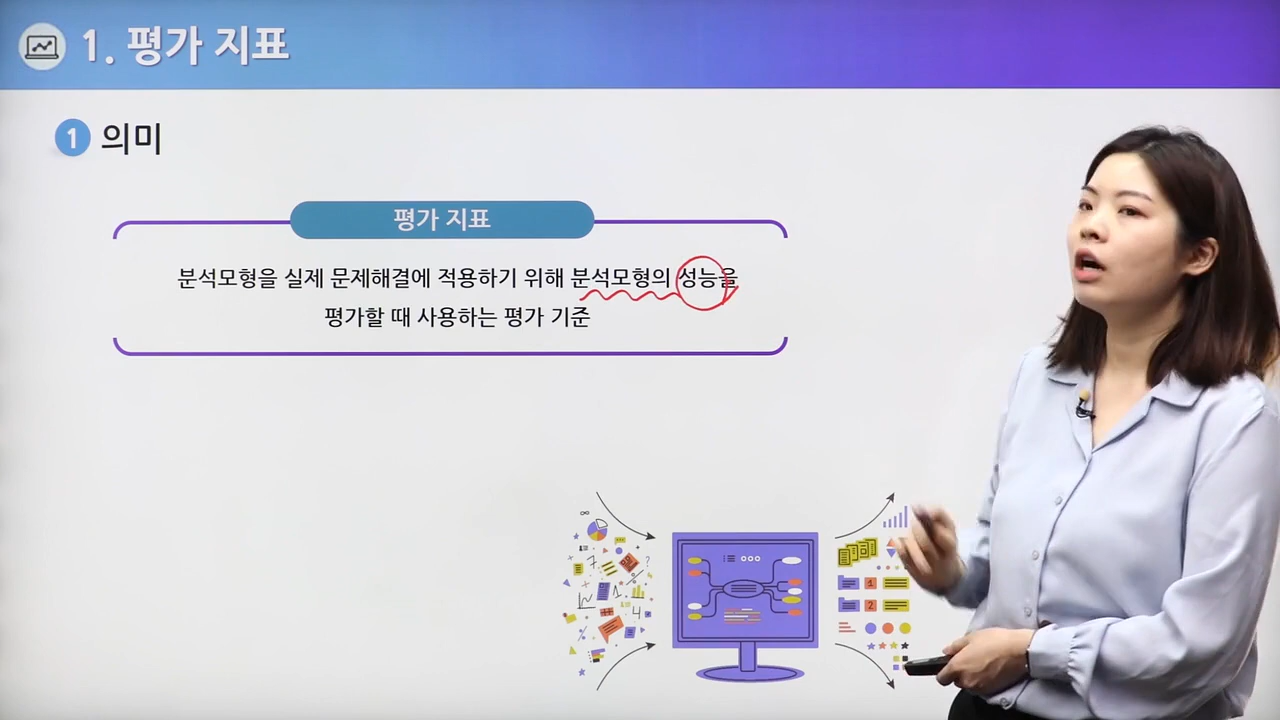 1. 평가 지표
1 의미
평가 지표
분석모형을 실제 문제해결에 적용하기 위해 분석모형의 성능을
평가할 때 사용하는 평가 기준
1
2